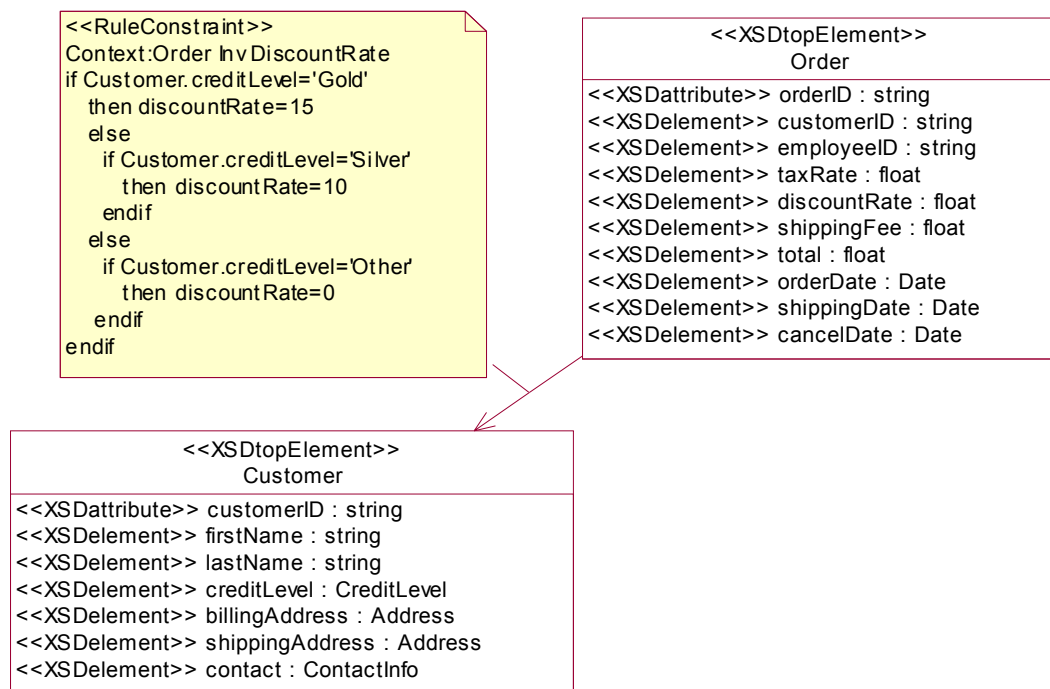 <<RuleConstraint>>
Context:Order Inv DiscountRate
if Customer.creditLevel='Gold'
then discountRate=15
else
if Customer.creditLevel='Silver'
then discountRate=10
endif
else
if Customer.creditLevel='Other'
then discountRate=0
endif
endif
<<XSDtopElement>>
Order
<<XSDattribute>> orderID : string
<<XSDelement>> customerID : string
<<XSDelement>> employeeID : string
<<XSDelement>> taxRate : float
<<XSDelement>> discountRate : float
<<XSDelement>> shippingFee : float
<<XSDelement>> total : float
<<XSDelement>> orderDate : Date
<<XSDelement>> shippingDate : Date
<<XSDelement>> cancelDate : Date
<<XSDtopElement>>
Customer
<<XSDattribute>> customerID : string
<<XSDelement>> firstName : string
<<XSDelement>> lastName : string
<<XSDelement>> creditLevel : CreditLevel
<<XSDelement>> billingAddress : Address
<<XSDelement>> shippingAddress : Address
<<XSDelement>> contact : ContactInfo